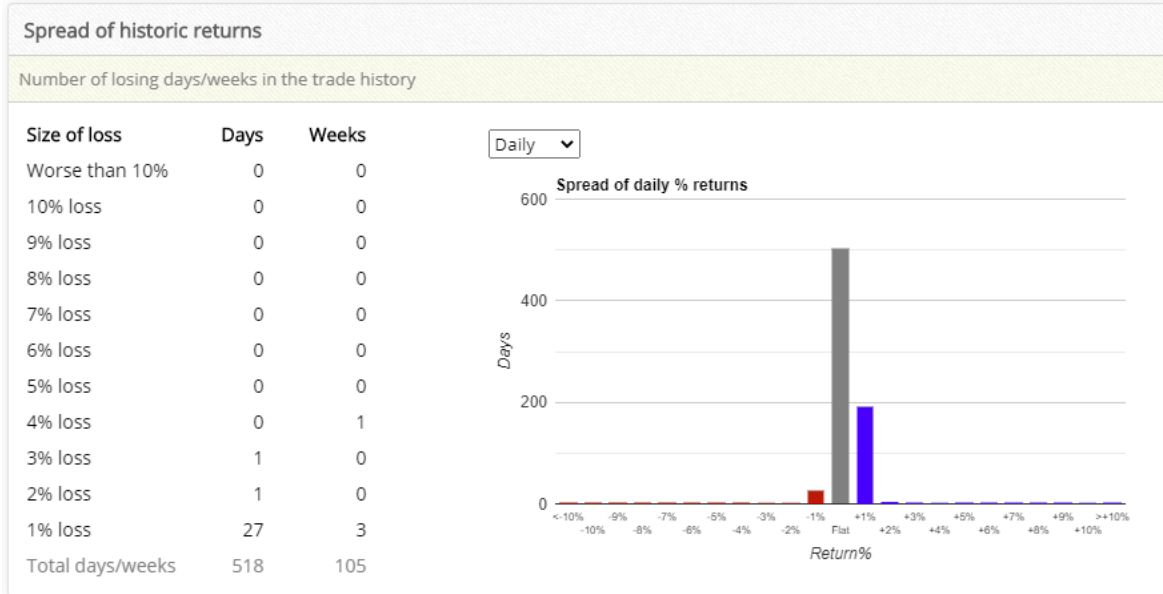 Spread of historic returns
Number of losing days/weeks in the trade history
Size of loss Days Weeks
Worse than 10% 0 0
10% loss 0 0
9% loss 0 0
8% loss 0 0
7% loss 0 0
6% loss 0 0
5% loss 0 0
4% loss 0 1
3% loss 1 0
2% loss 1 0
1% loss 27 3
Total days/weeks 518 105
Daily
Spread of daily % returns
600
400
200
0
Days
<-10% -9% -7% -5% -3% -1% +1% +3% +5% +7% +9% >+10%
-10% -8% -6% -4% -2% Flat +2% +4% +6% +8% +10%
Return%